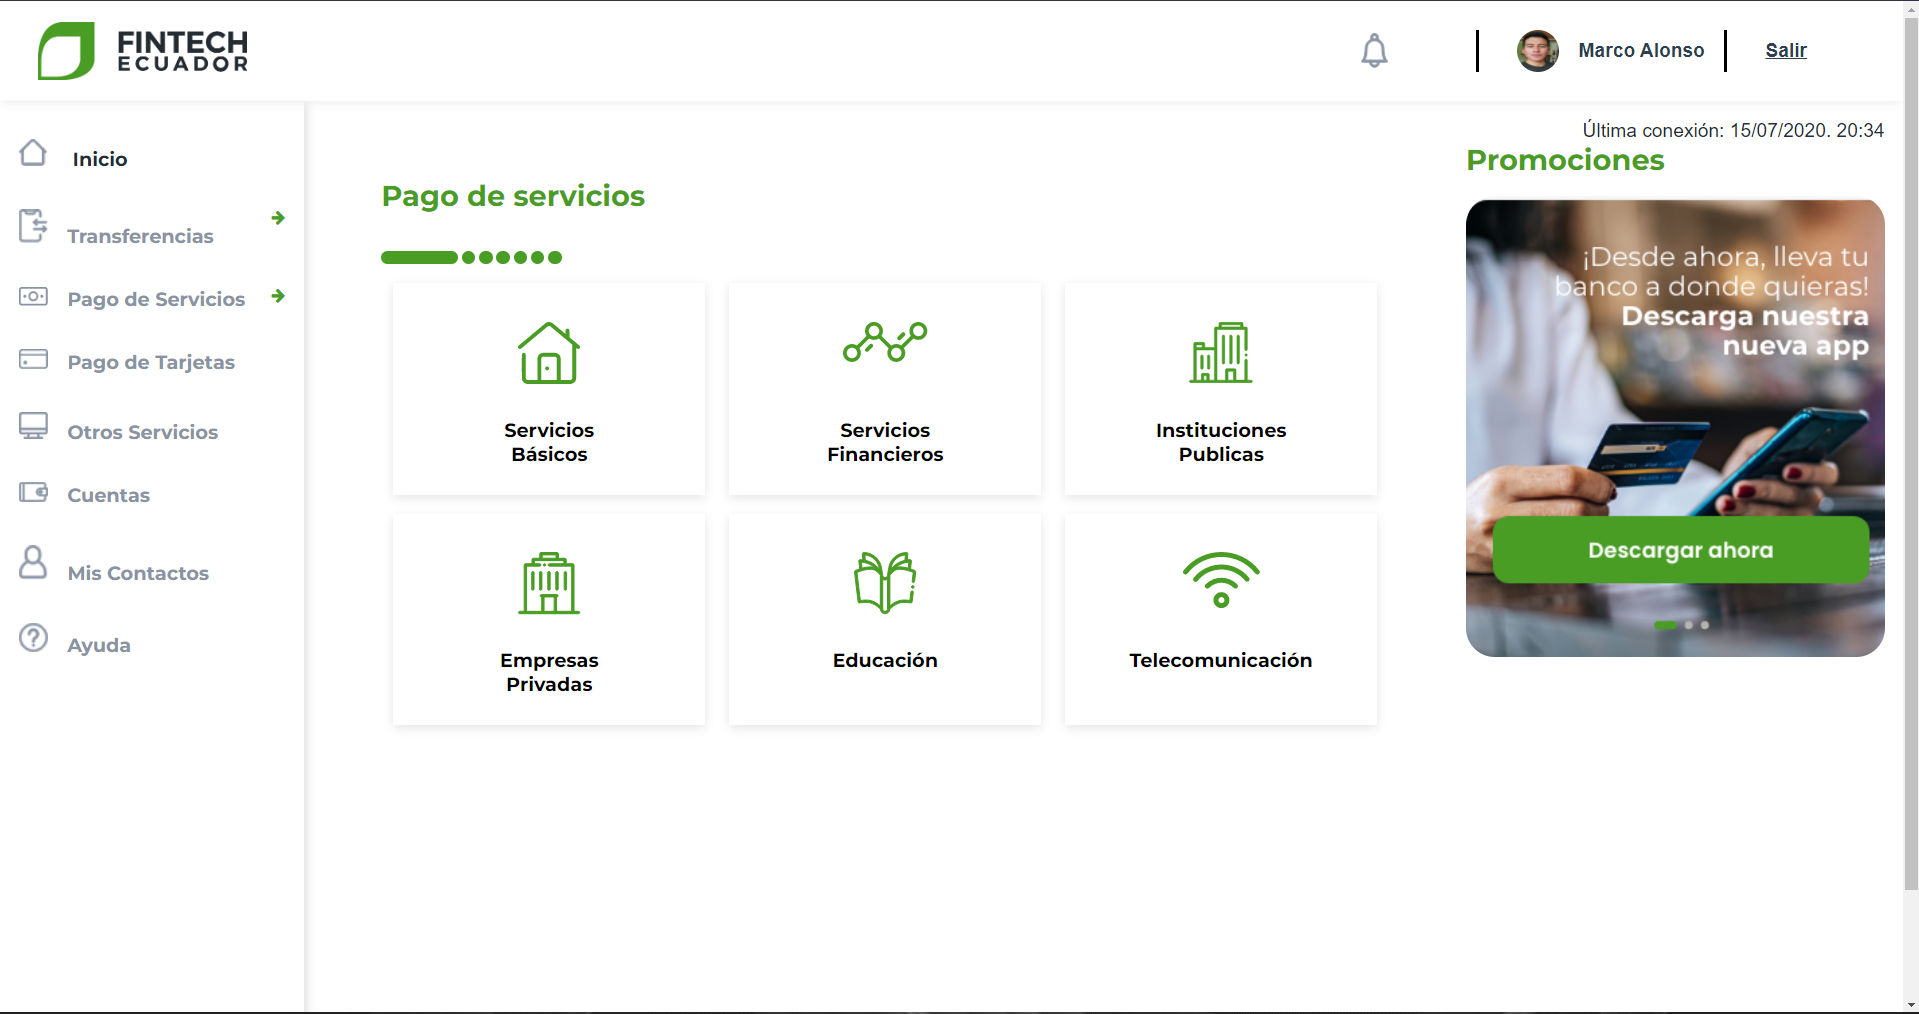 FINTECH
ECUADOR
Marco Alonso
Salir
Inicio
Transferencias
Pago de Servicios
Pago de Tarjetas
Otros Servicios
Cuentas
Mis Contactos
Ayuda
Pago de servicios
Servicios
Básicos
Servicios
Financieros
Instituciones
Publicas
Empresas
Privadas
Educación
Telecomunicación
Última conexión: 15/07/2020. 20:34
Promociones
¡Desde ahora, lleva tu
banco a donde quieras!
Descarga nuestra
nueva app
Descargar ahora